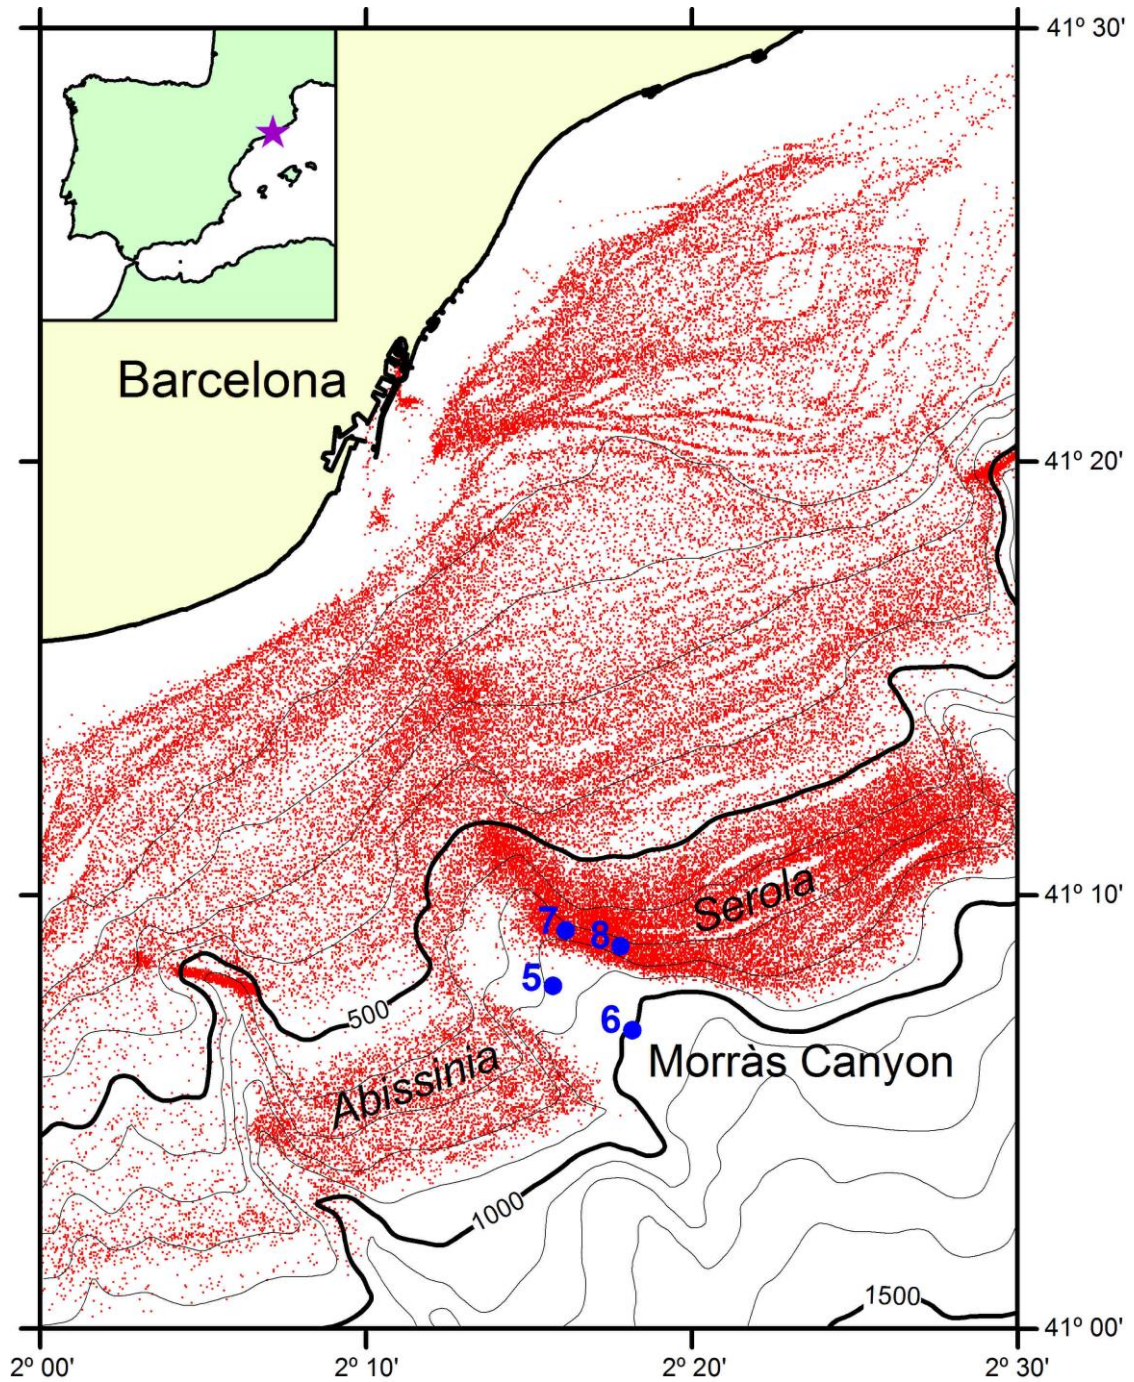 41º 30'
Barcelona
41º 20'
41º 10'
Serola
7
8
5
6
500
Morràs Canyon
Abissinia
1000
1500
41º 00'
2º 00'
2º 10'
2º 20'
2º 30'